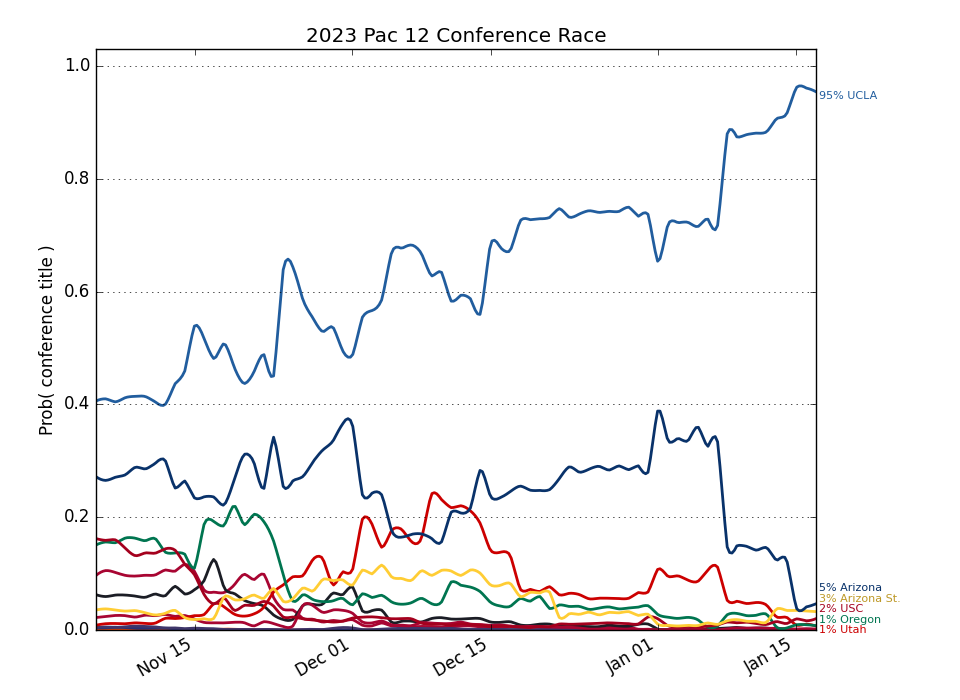 2023 Pac 12 Conference Race
Prob( conference title )
1.0
0.8
0.6
0.4
0.2
0.0
Nov 15
Dec 01
Dec 15
Jan 01
Jan 15
95% UCLA
5% Arizona
3% Arizona St.
2% USC
1% Oregon
1% Utah